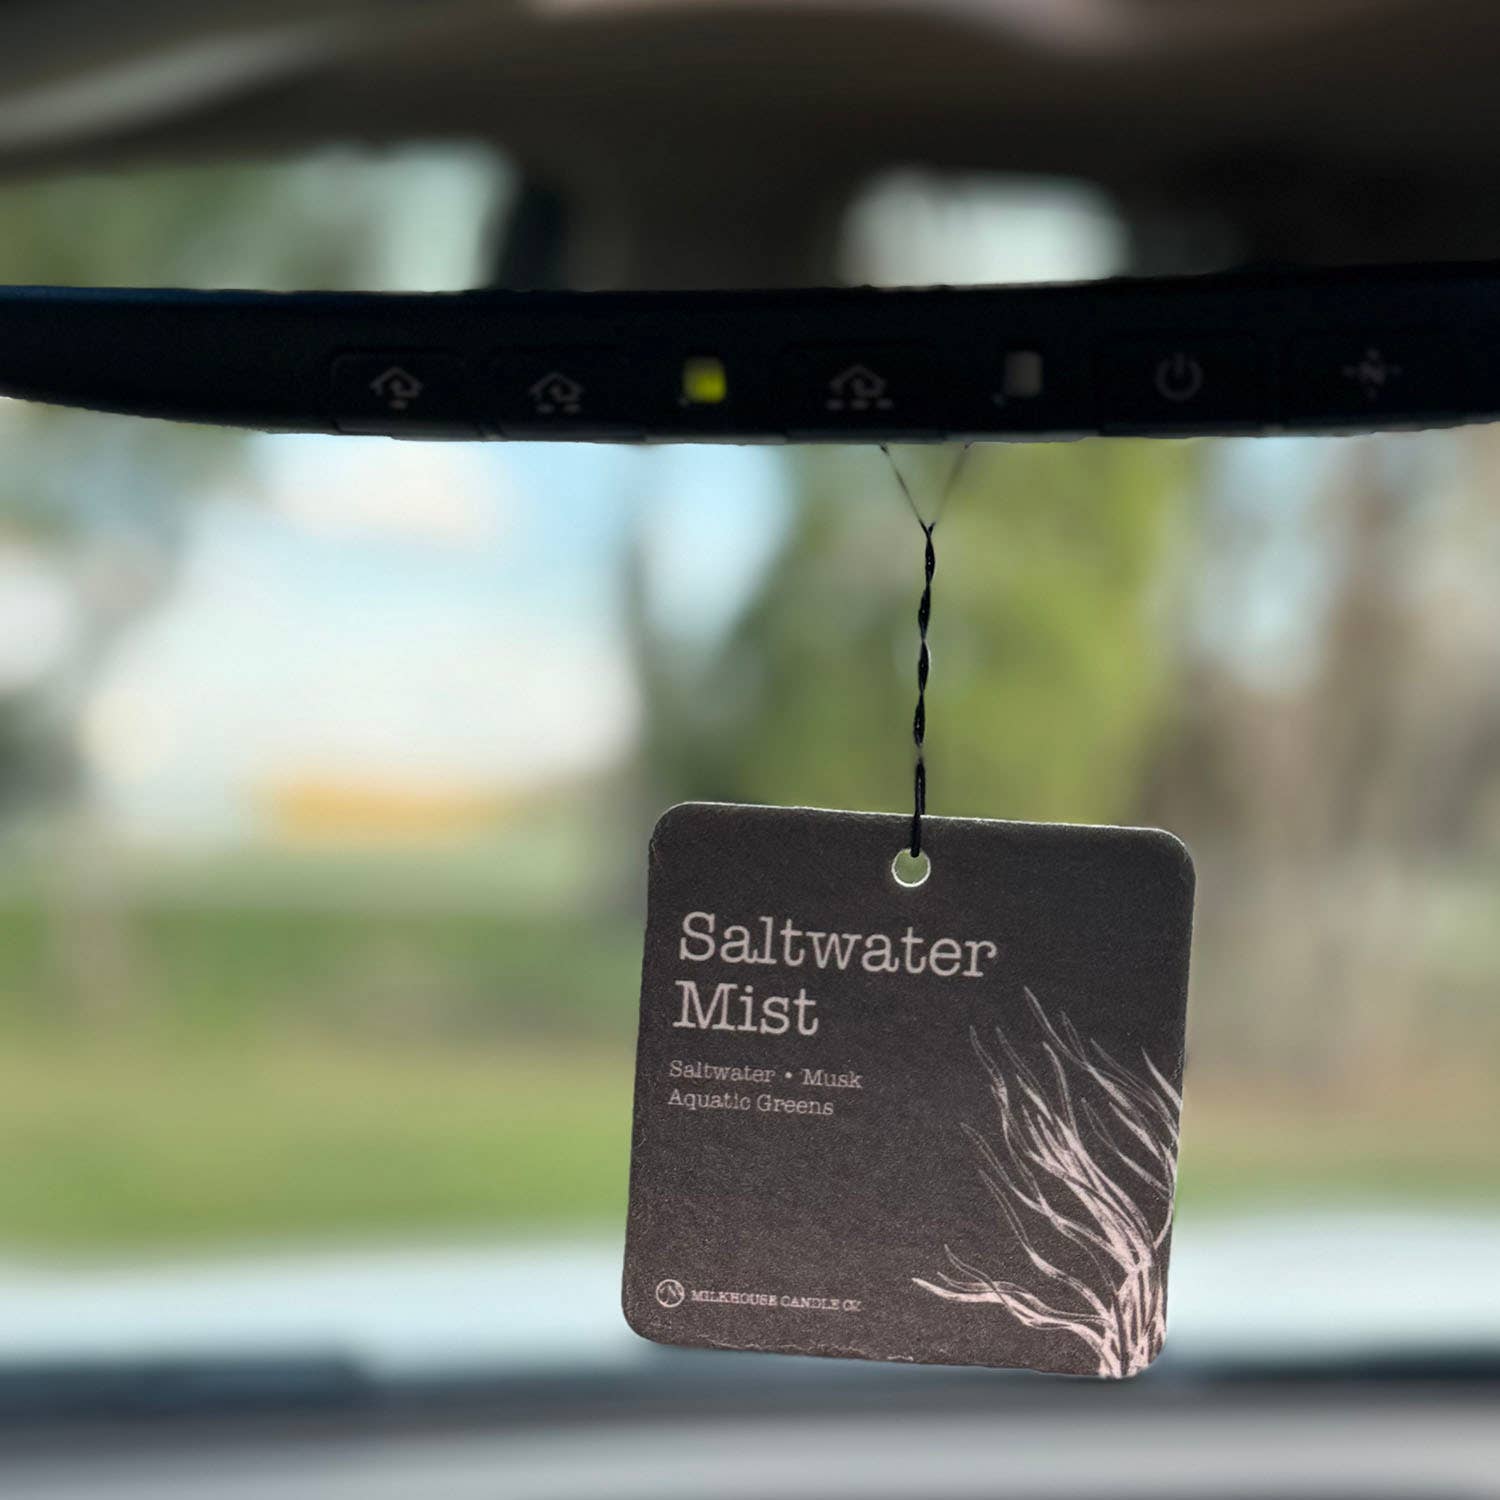 Saltwater
Mist
Saltwater • Musk
Aquatic Greens
MILKHOUSE CANDLE CO.